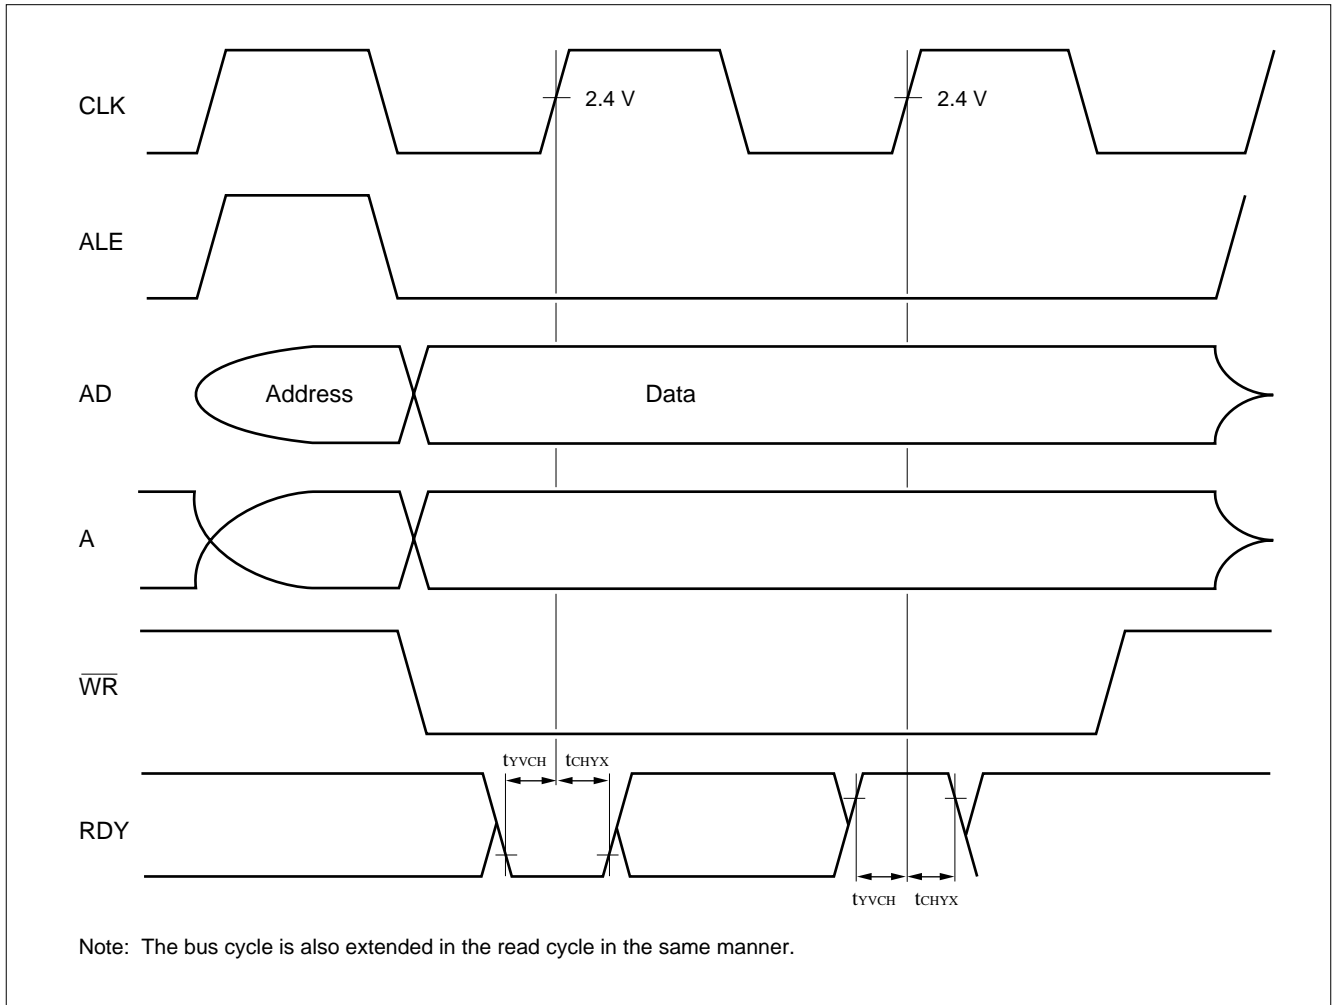 CLK
2.4 V
2.4 V
ALE
AD
Address
Data
A
WR
tYVCH
tCHYX
RDY
tYVCH
tCHYX
Note: The bus cycle is also extended in the read cycle in the same manner.